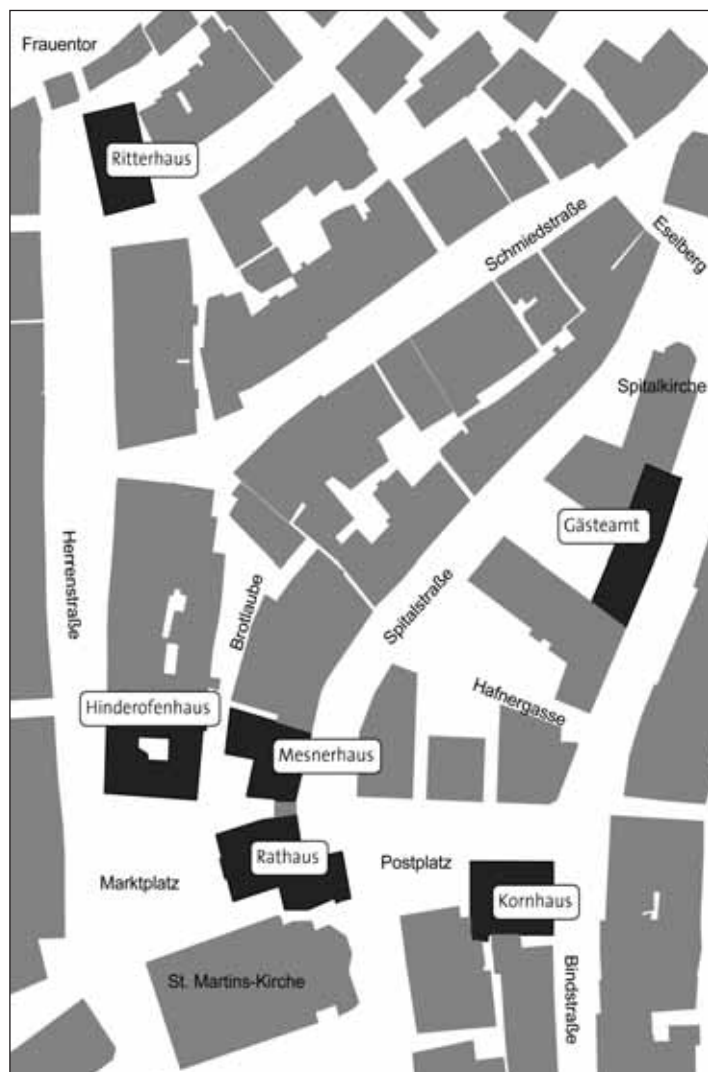 Frauentor
Ritterhaus
Schmiedstraße
Eselberg
Spitalkirche
Gästeamt
Herrenstraße
Brotlaube
Spitalstraße
Hafnergasse
Hinderofenhaus
Mesnerhaus
Rathaus
Postplatz
Marktplatz
Kornhaus
St. Martins-Kirche
Bindstraße